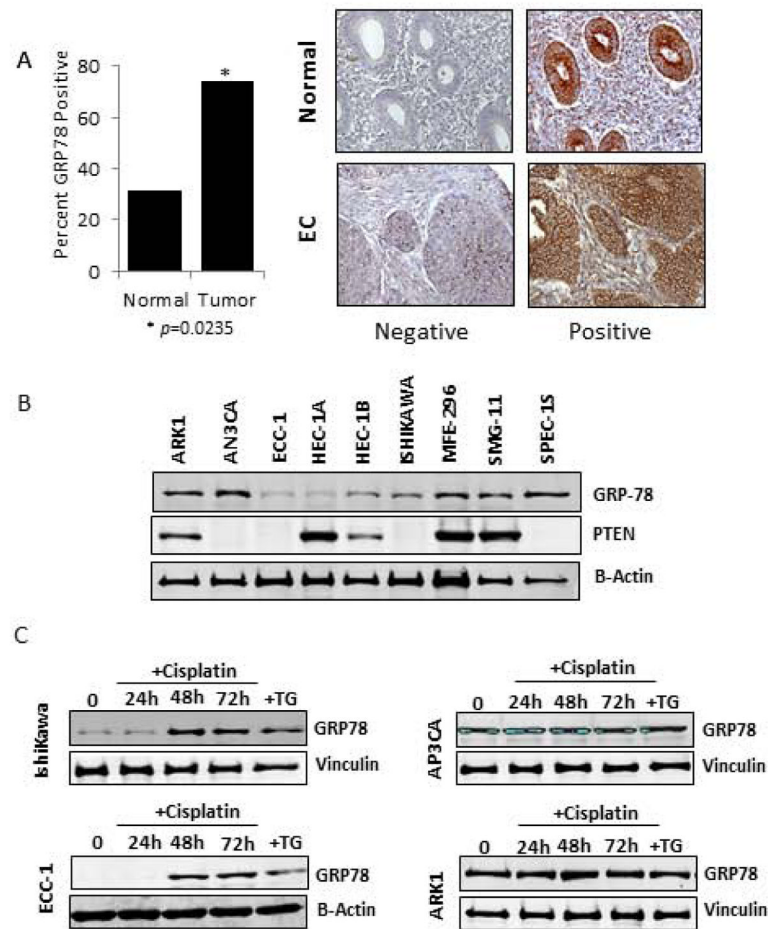 A
Percent GRP78 Positive
80
60
40
20
0
*
Normal Tumor
* p=0.0235
Normal
EC
Negative
Positive
B
ARK1
AN3CA
ECC-1
HEC-1A
HEC-1B
ISHIKAWA
MFE-296
SMG-11
SPEC-1S
GRP-78
PTEN
B-Actin
C
+Cisplatin
0 24h 48h 72h +TG
Ishikawa
GRP78
Vinculin
+Cisplatin
0 24h 48h 72h +TG
AP3CA
GRP78
Vinculin
+Cisplatin
0 24h 48h 72h +TG
ECC-1
GRP78
B-Actin
+Cisplatin
0 24h 48h 72h +TG
ARK1
GRP78
Vinculin